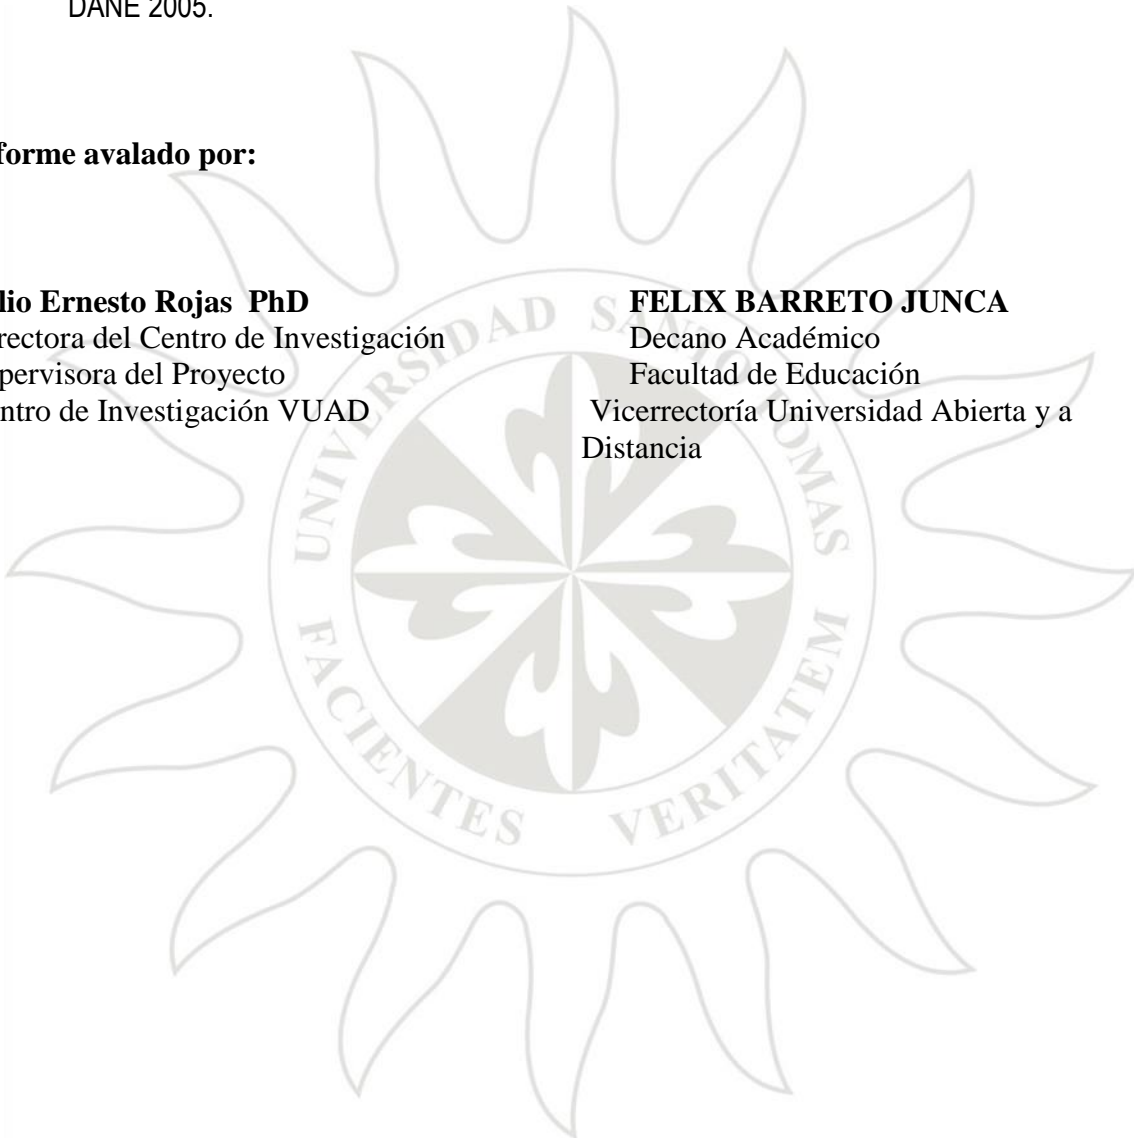 DANE 2005.
forme avalado por:
lio Ernesto Rojas PhD
rectora del Centro de Investigación
pervisora del Proyecto
ntro de Investigación VUAD
FELIX BARRETO JUNCA
Decano Académico
Facultad de Educación
Vicerrectoría Universidad Abierta y a
Distancia
UNIVERSIDAD SANTO TOMAS
FACIENTES VERITATEM